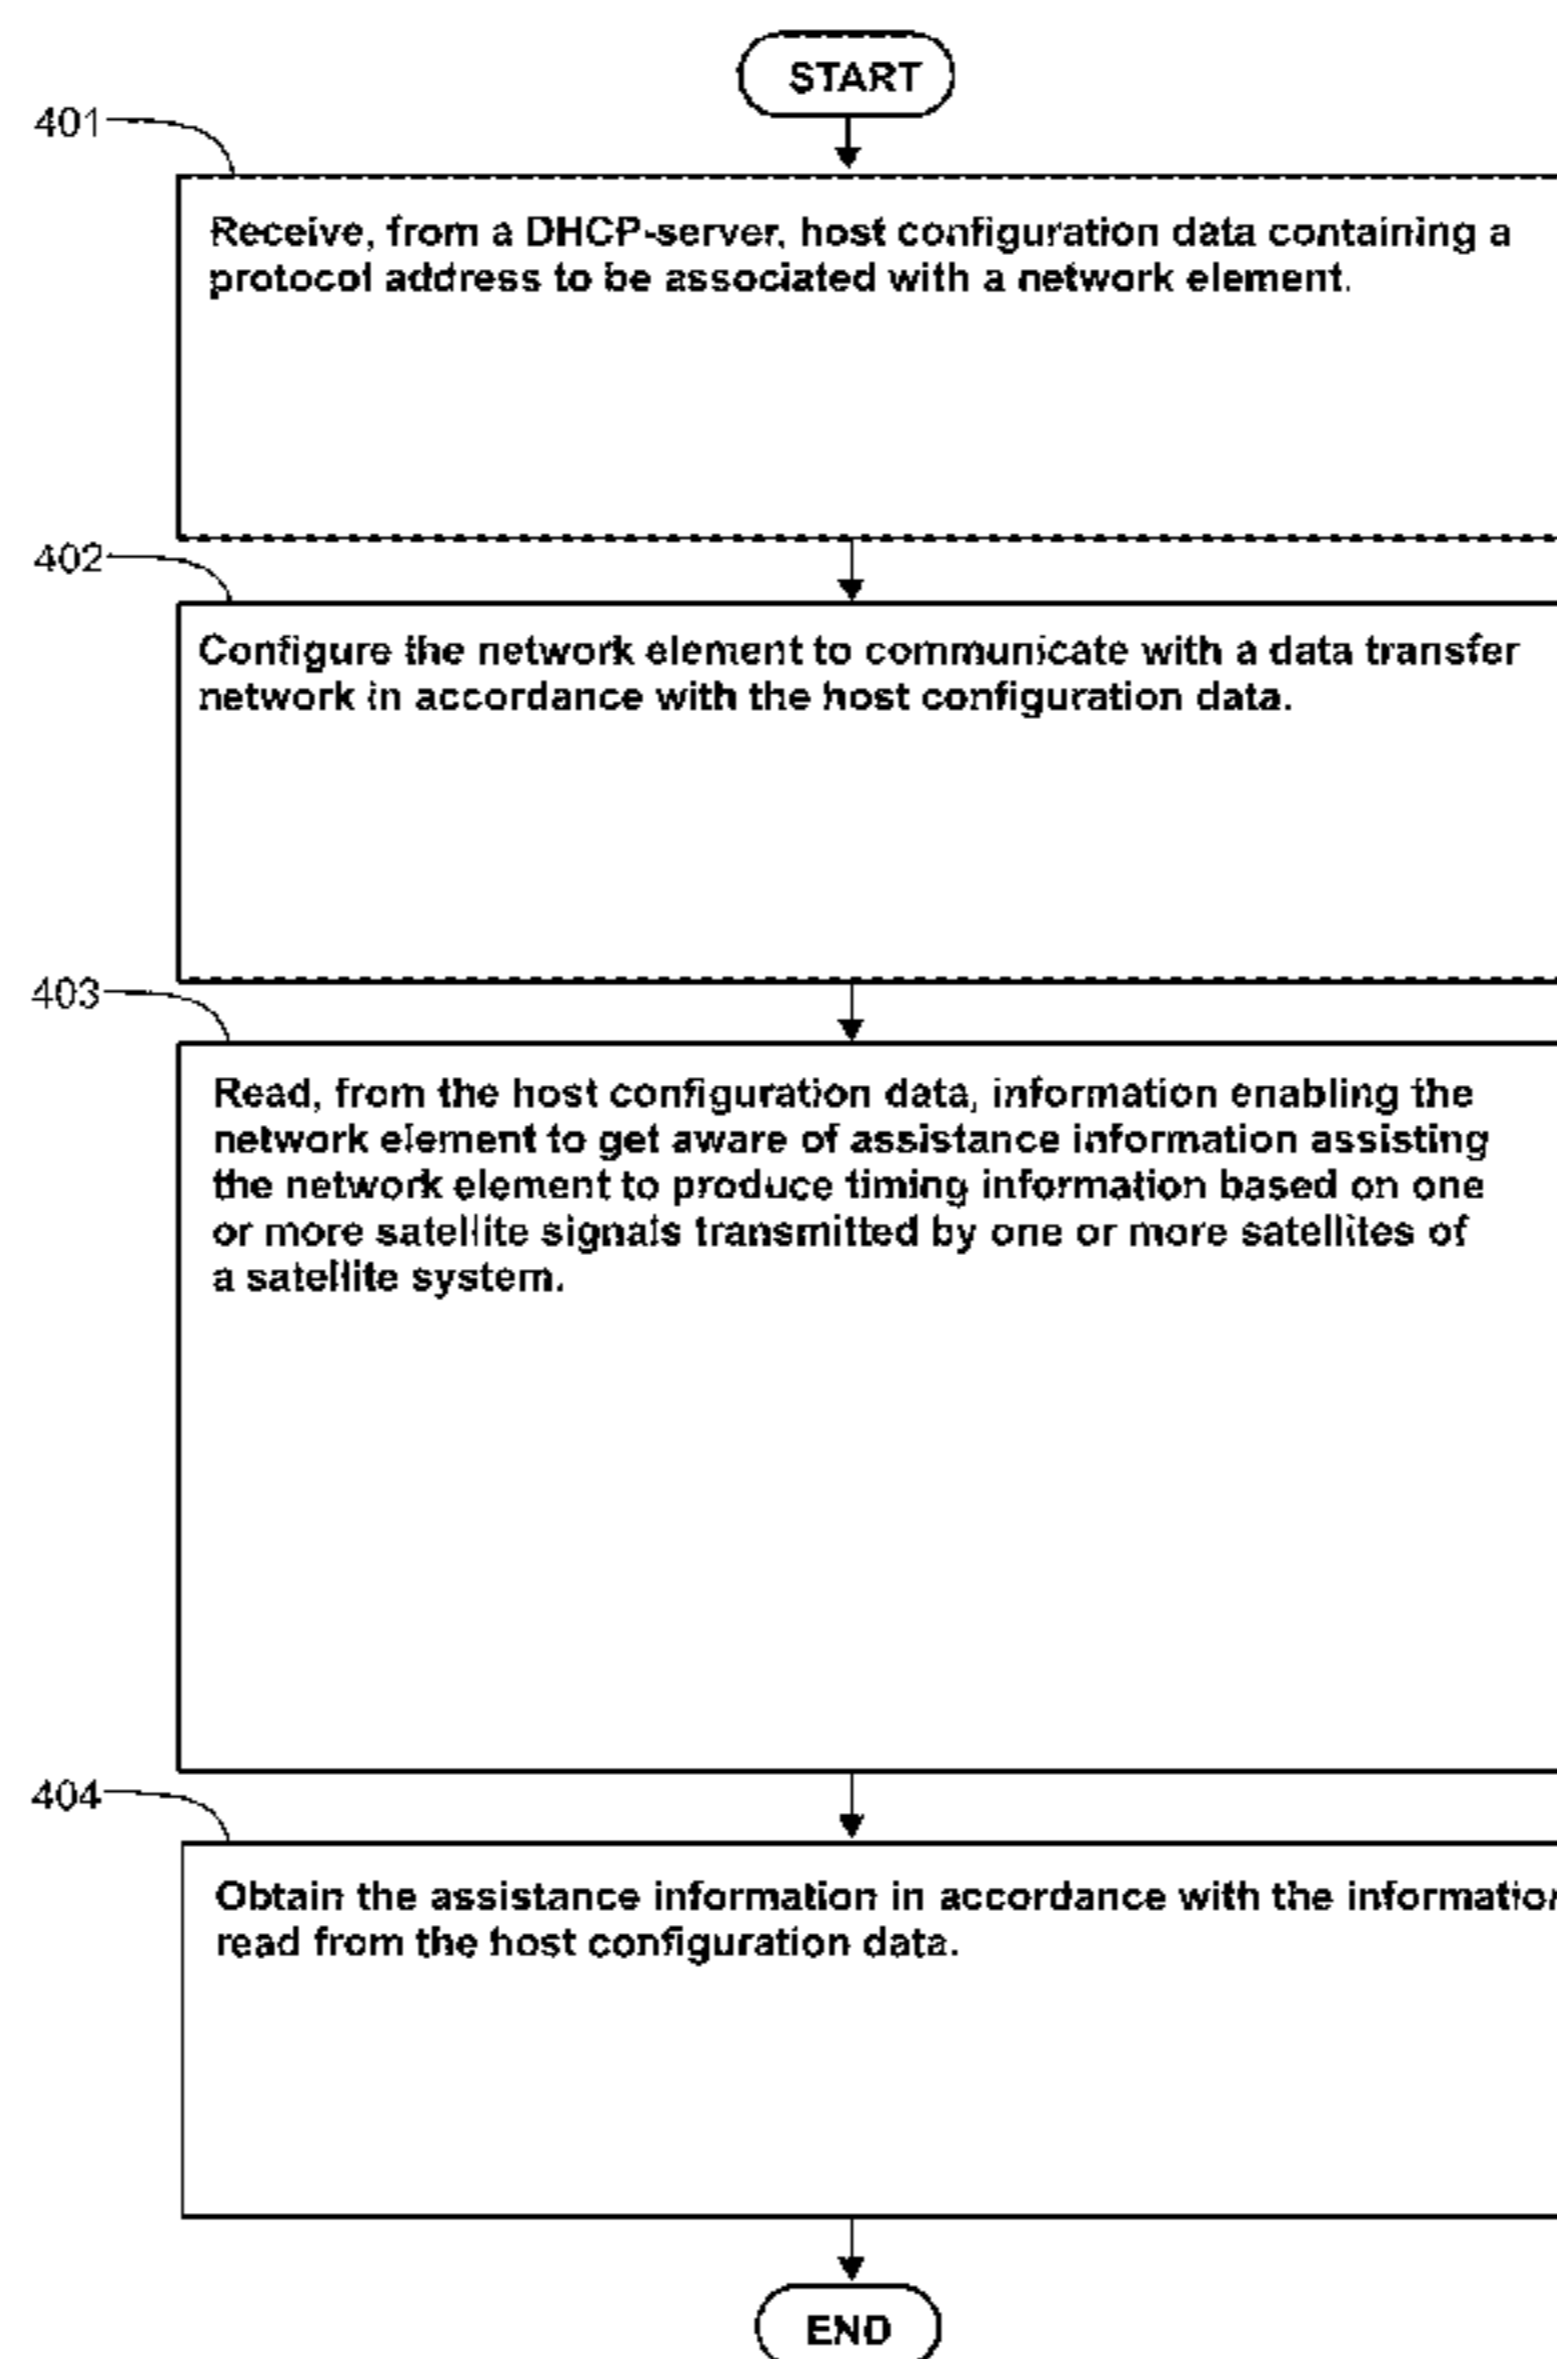 START
401
Receive, from a DHCP-server, host configuration data containing a
protocol address to be associated with a network element.
402
Configure the network element to communicate with a data transfer
network in accordance with the host configuration data.
403
Read, from the host configuration data, information enabling the
network element to get aware of assistance information assisting
the network element to produce timing information based on one
or more satellite signals transmitted by one or more satellites of
a satellite system.
404
Obtain the assistance information in accordance with the information
read from the host configuration data.
END